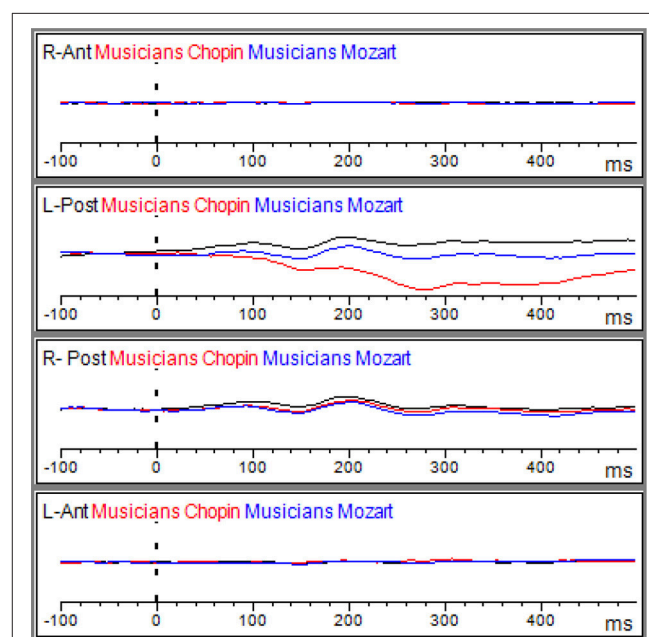 R-Ant Musicians Chopin Musicians Mozart
-100 0 100 200 300 400 ms
L-Post Musicians Chopin Musicians Mozart
-100 0 100 200 300 400 ms
R- Post Musicians Chopin Musicians Mozart
-100 0 100 200 300 400 ms
L-Ant Musicians Chopin Musicians Mozart
-100 0 100 200 300 400 ms